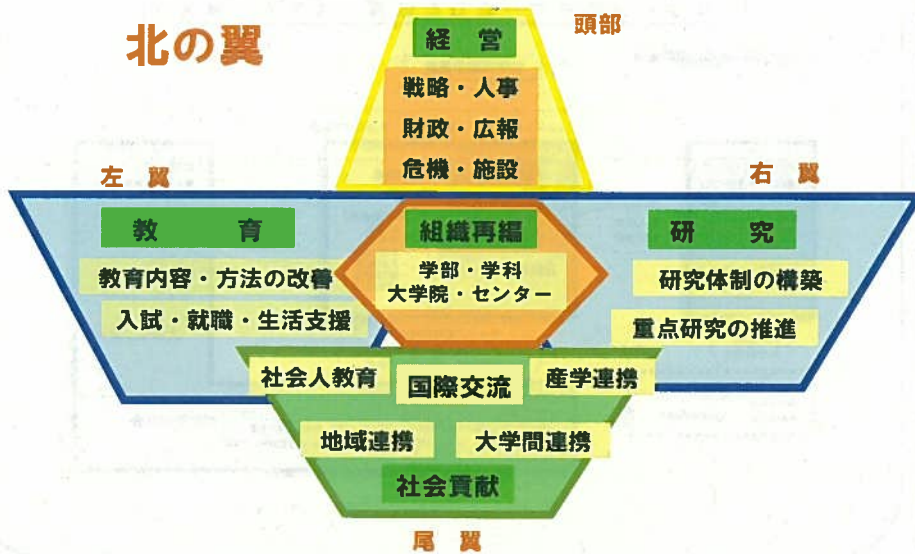 北の翼
頭部
経 営
戦略・人事
財政・広報
危機・施設
左 翼
右 翼
教 育
教育内容・方法の改善
入試・就職・生活支援
組織再編
学部・学科
大学院・センター
研 究
研究体制の構築
重点研究の推進
社会人教育
国際交流
産学連携
地域連携
大学間連携
社会貢献
尾 翼